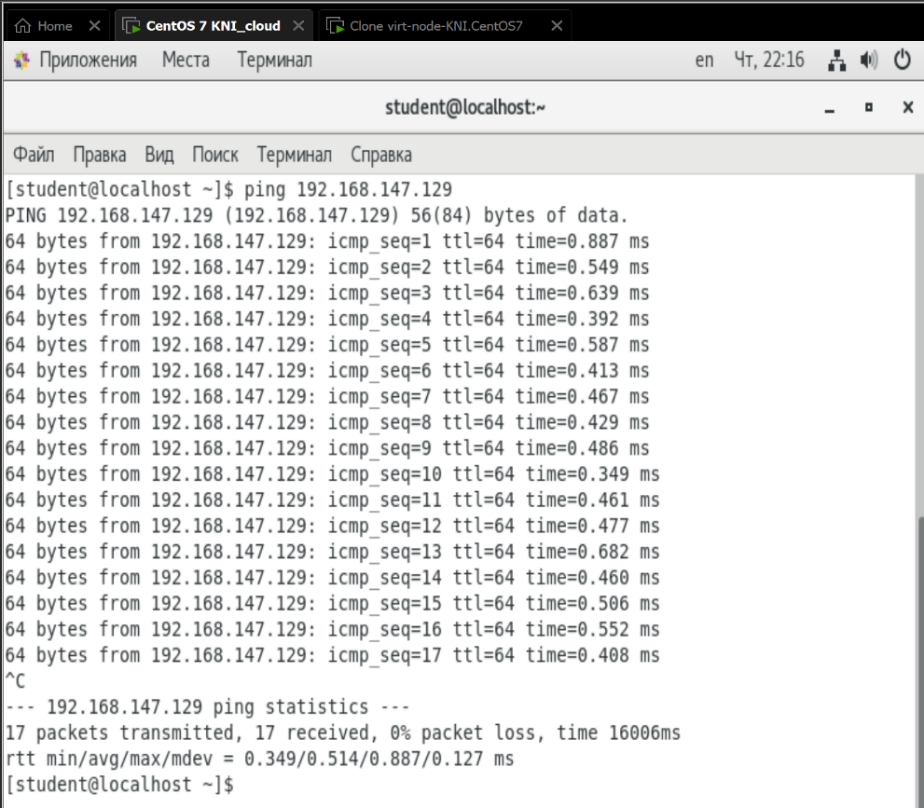 Home CentOS 7 KNI_cloud Clone virt-node-KNI.CentOS7
Приложения Места Терминал en Чт, 22:16
student@localhost:~
Файл Правка Вид Поиск Терминал Справка
[student@localhost ~]$ ping 192.168.147.129
PING 192.168.147.129 (192.168.147.129) 56(84) bytes of data.
64 bytes from 192.168.147.129: icmp_seq=1 ttl=64 time=0.887 ms
64 bytes from 192.168.147.129: icmp_seq=2 ttl=64 time=0.549 ms
64 bytes from 192.168.147.129: icmp_seq=3 ttl=64 time=0.639 ms
64 bytes from 192.168.147.129: icmp_seq=4 ttl=64 time=0.392 ms
64 bytes from 192.168.147.129: icmp_seq=5 ttl=64 time=0.587 ms
64 bytes from 192.168.147.129: icmp_seq=6 ttl=64 time=0.413 ms
64 bytes from 192.168.147.129: icmp_seq=7 ttl=64 time=0.467 ms
64 bytes from 192.168.147.129: icmp_seq=8 ttl=64 time=0.429 ms
64 bytes from 192.168.147.129: icmp_seq=9 ttl=64 time=0.486 ms
64 bytes from 192.168.147.129: icmp_seq=10 ttl=64 time=0.349 ms
64 bytes from 192.168.147.129: icmp_seq=11 ttl=64 time=0.461 ms
64 bytes from 192.168.147.129: icmp_seq=12 ttl=64 time=0.477 ms
64 bytes from 192.168.147.129: icmp_seq=13 ttl=64 time=0.682 ms
64 bytes from 192.168.147.129: icmp_seq=14 ttl=64 time=0.460 ms
64 bytes from 192.168.147.129: icmp_seq=15 ttl=64 time=0.506 ms
64 bytes from 192.168.147.129: icmp_seq=16 ttl=64 time=0.552 ms
64 bytes from 192.168.147.129: icmp_seq=17 ttl=64 time=0.408 ms
^C
--- 192.168.147.129 ping statistics ---
17 packets transmitted, 17 received, 0% packet loss, time 16006ms
rtt min/avg/max/mdev = 0.349/0.514/0.887/0.127 ms
[student@localhost ~]$